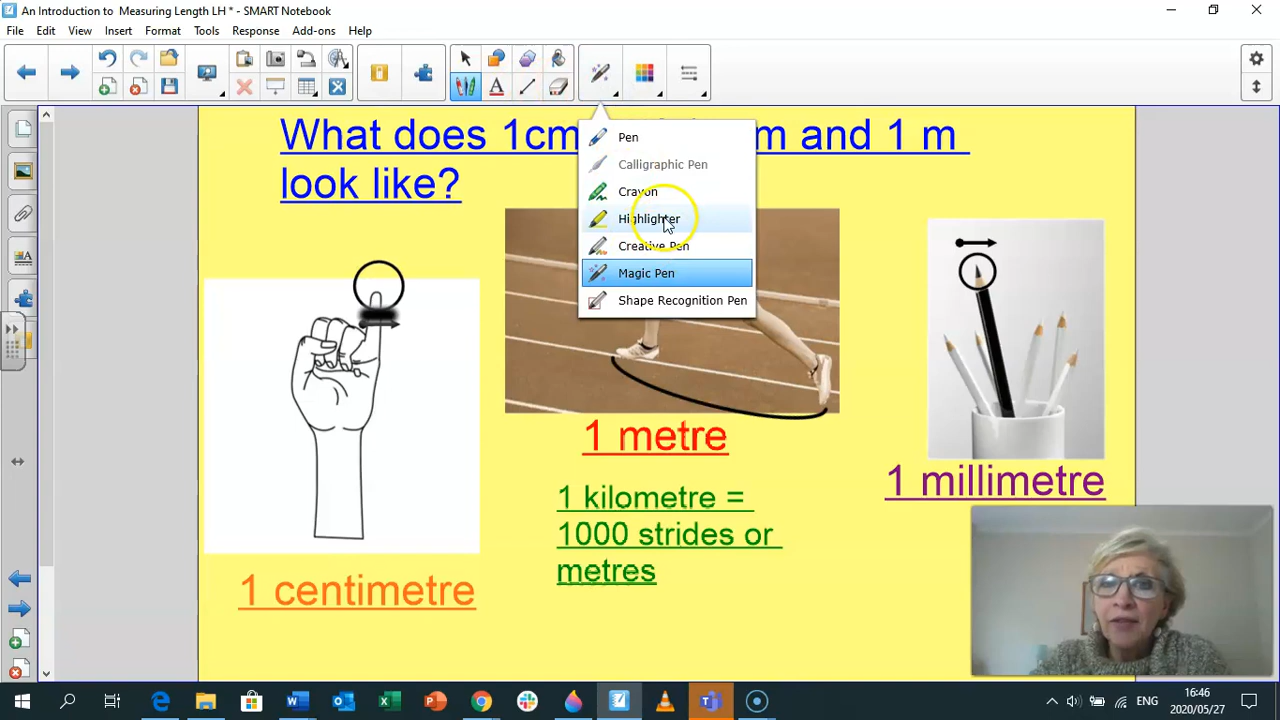 An Introduction to  Measuring Length LH * - SMART Notebook
File Edit View Insert Format Tools Response Add-ons Help
What does 1cm m and 1 m
look like?
Pen
Calligraphic Pen
Crayon
Highlighter
Creative Pen
Magic Pen
Shape Recognition Pen
1 metre
1 millimetre
1 kilometre =
1000 strides or
metres
1 centimetre
ENG
16:46
2020/05/27